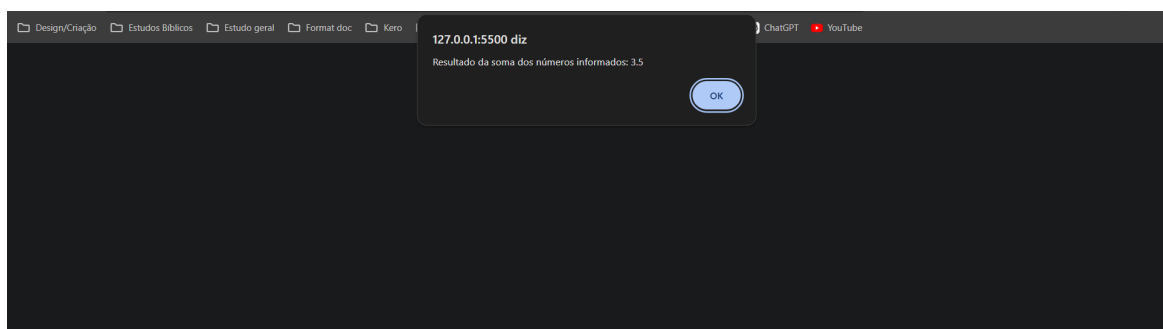 Design/Criação Estudos Bíblicos Estudo geral Format doc Kero ChatGPT YouTube
127.0.0.1:5500 diz
Resultado da soma dos números informados: 3.5
OK